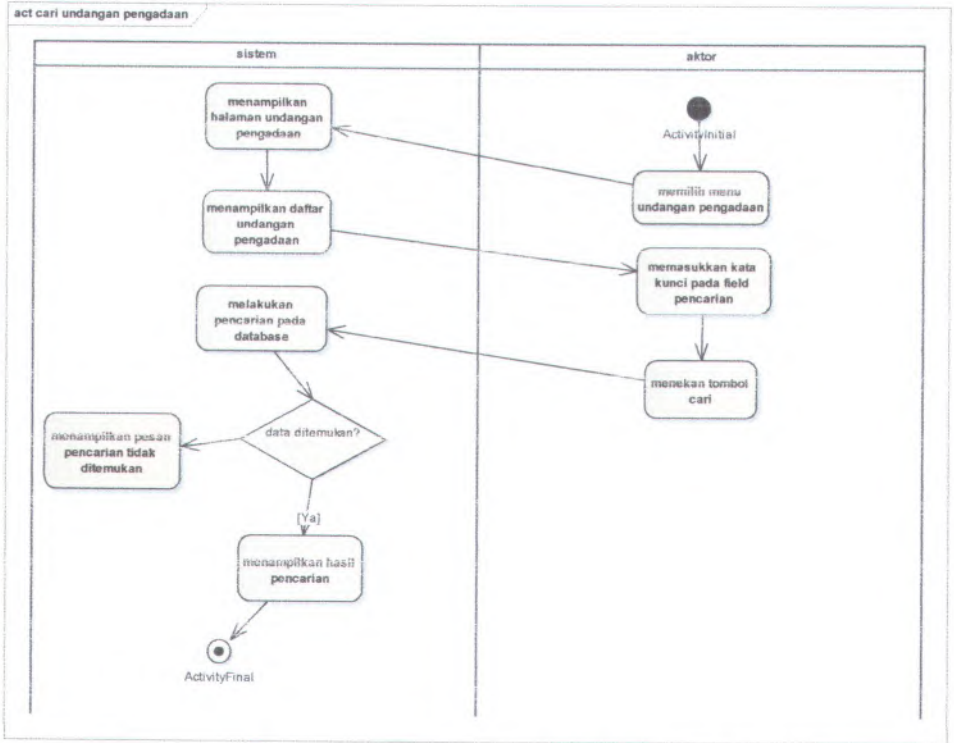 act cari undangan pengadaan
sistem
aktor
menampilkan
halaman undangan
pengadaan
ActivityInitial
memilih menu
undangan pengadaan
menampilkan daftar
undangan
pengadaan
memasukkan kata
kunci pada field
pencarian
melakukan
pencarian pada
database
menekan tombol
cari
data ditemukan?
menampilkan pesan
pencarian tidak
ditemukan
[Ya]
menampilkan hasil
pencarian
ActivityFinal